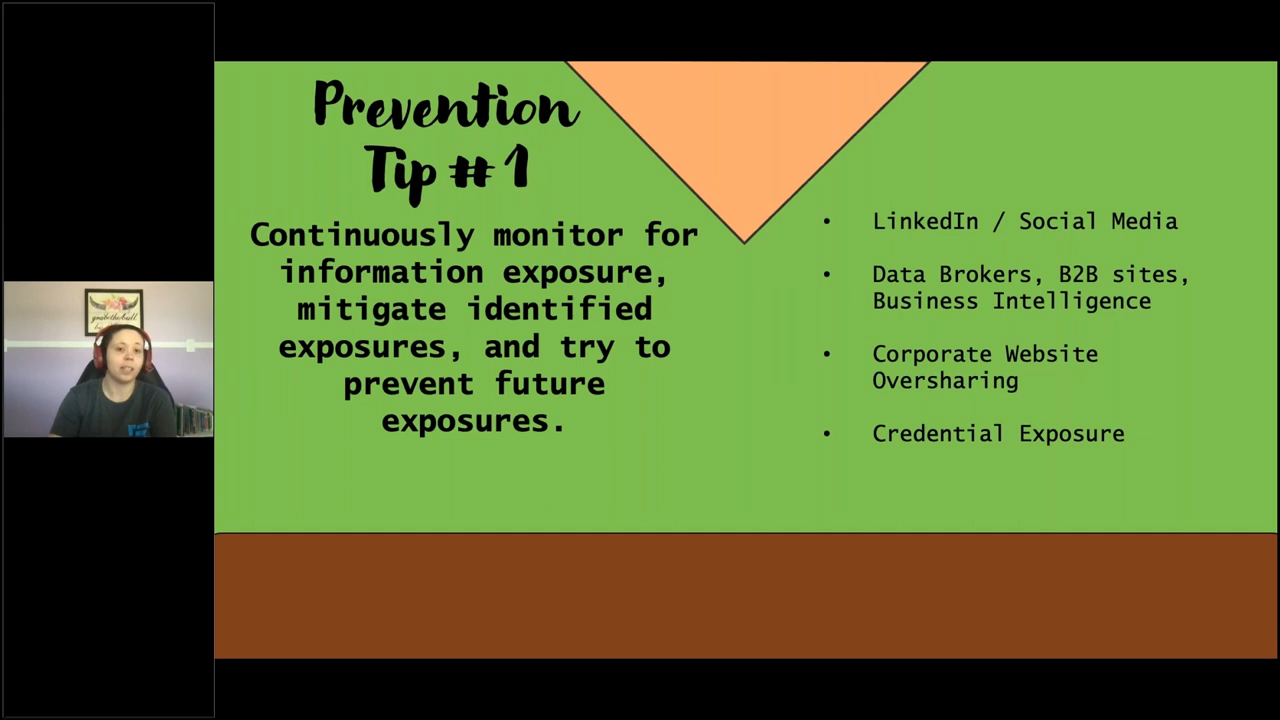 Prevention
Tip #1
Continuously monitor for
information exposure,
mitigate identified
exposures, and try to
prevent future
exposures.
• LinkedIn / Social Media
• Data Brokers, B2B sites,
Business Intelligence
• Corporate Website
Oversharing
• Credential Exposure